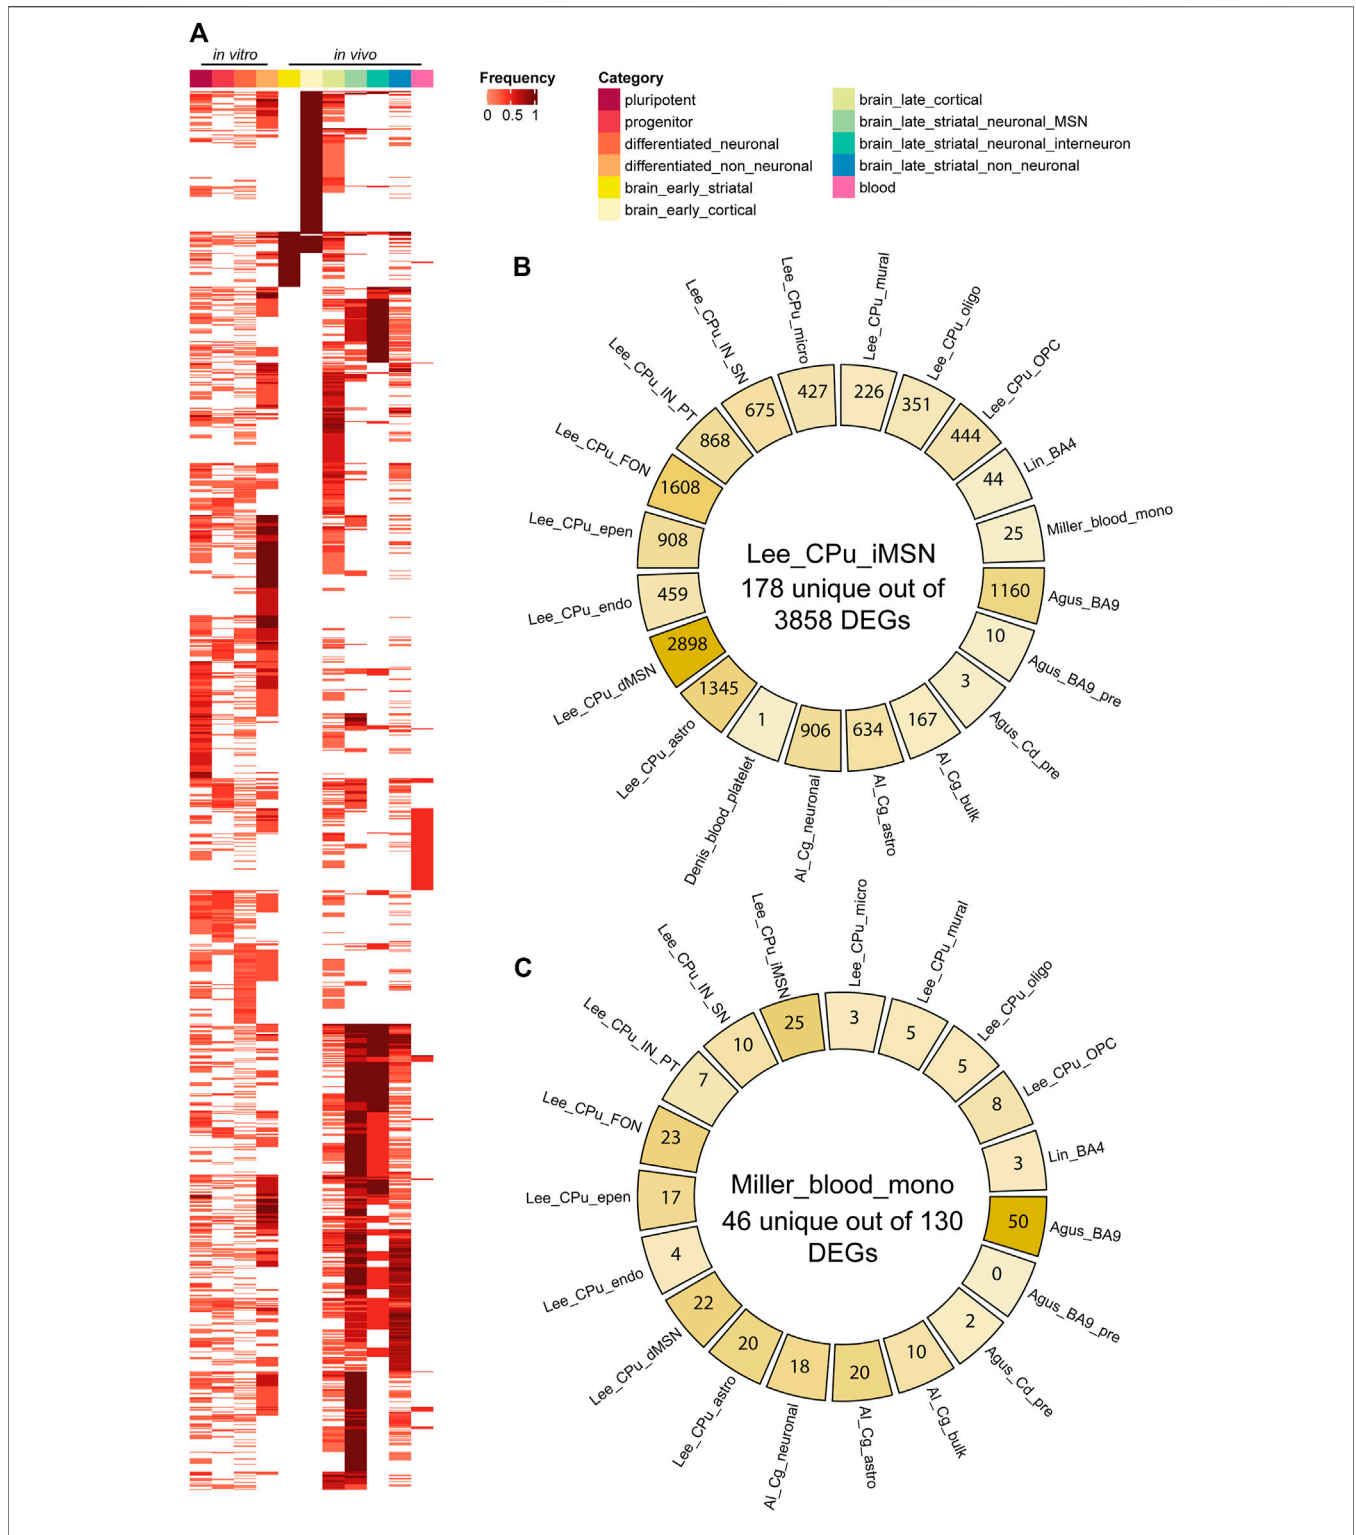 A
in vitro
in vivo
Frequency
0 0.5 1
Category
pluripotent
progenitor
differentiated_neuronal
differentiated_non_neuronal
brain_early_striatal
brain_early_cortical
brain_late_cortical
brain_late_striatal_neuronal_MSN
brain_late_striatal_neuronal_interneuron
brain_late_striatal_non_neuronal
blood
B
Lee_CPu_iMSN
178 unique out of
3858 DEGs
Lee_CPu_mural
226
Lee_CPu_oligo
351
Lee_CPu_OPC
444
Lin_BA4
44
Miller_blood_mono
25
Agus_BA9
1160
Agus_BA9_pre
10
Agus_Cd_pre
3
Al_Cg_bulk
167
Al_Cg_astro
634
Al_Cg_neuronal
906
Denis_blood_platelet
1
Lee_CPu_astro
1345
Lee_CPu_dMSN
2898
Lee_CPu_endo
459
Lee_CPu_epen
908
Lee_CPu_FON
1608
Lee_CPu_IN_PT
868
Lee_CPu_IN_SN
675
Lee_CPu_micro
427
C
Miller_blood_mono
46 unique out of 130
DEGs
Lee_CPu_micro
3
Lee_CPu_mural
5
Lee_CPu_oligo
5
Lee_CPu_OPC
8
Lin_BA4
3
Agus_BA9
50
Agus_BA9_pre
0
Agus_Cd_pre
2
Al_Cg_bulk
10
Al_Cg_astro
20
Al_Cg_neuronal
18
Lee_CPu_astro
20
Lee_CPu_dMSN
22
Lee_CPu_endo
4
Lee_CPu_epen
17
Lee_CPu_FON
23
Lee_CPu_IN_PT
7
Lee_CPu_IN_SN
10
Lee_CPu_iMSN
25